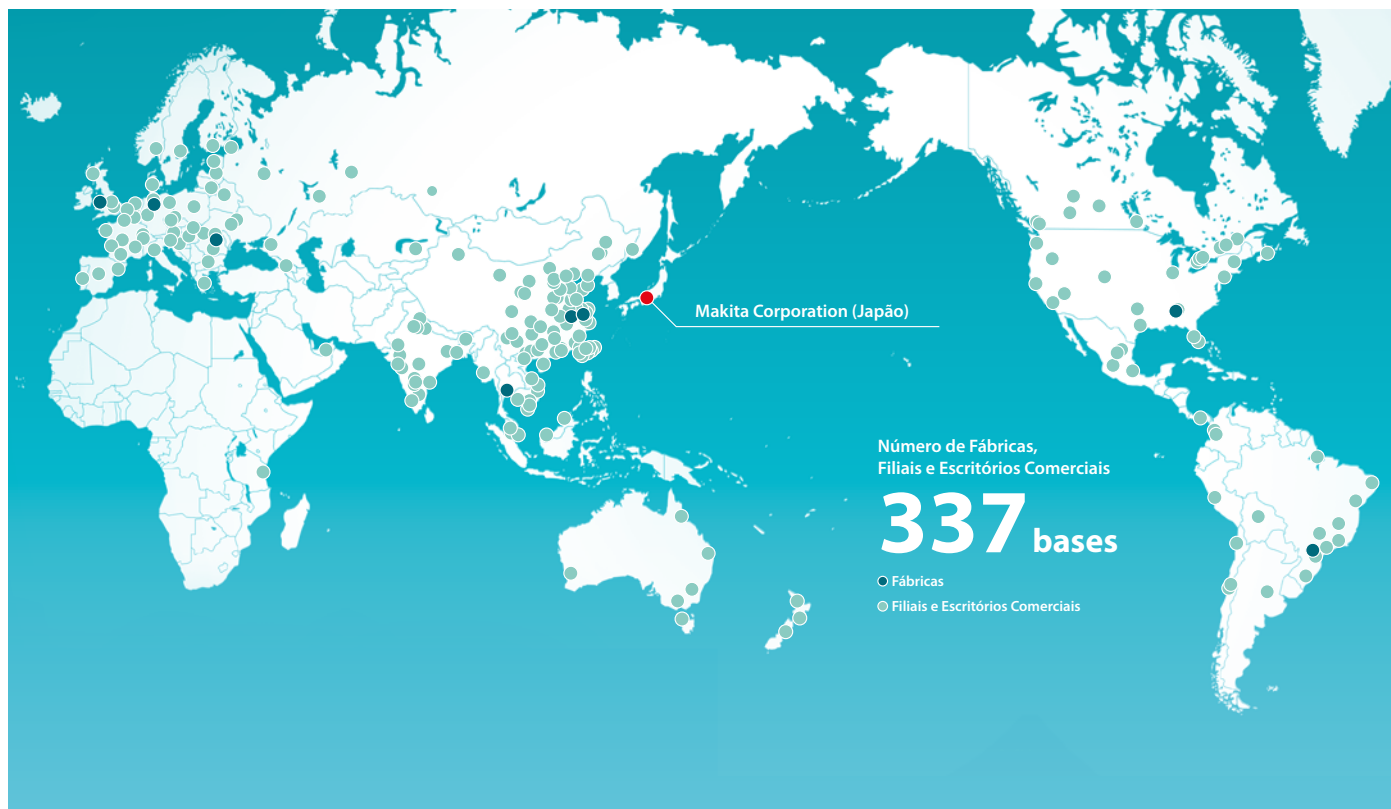 Makita Corporation (Japão)
Número de Fábricas,
Filiais e Escritórios Comerciais
337 bases
Fábricas
Filiais e Escritórios Comerciais